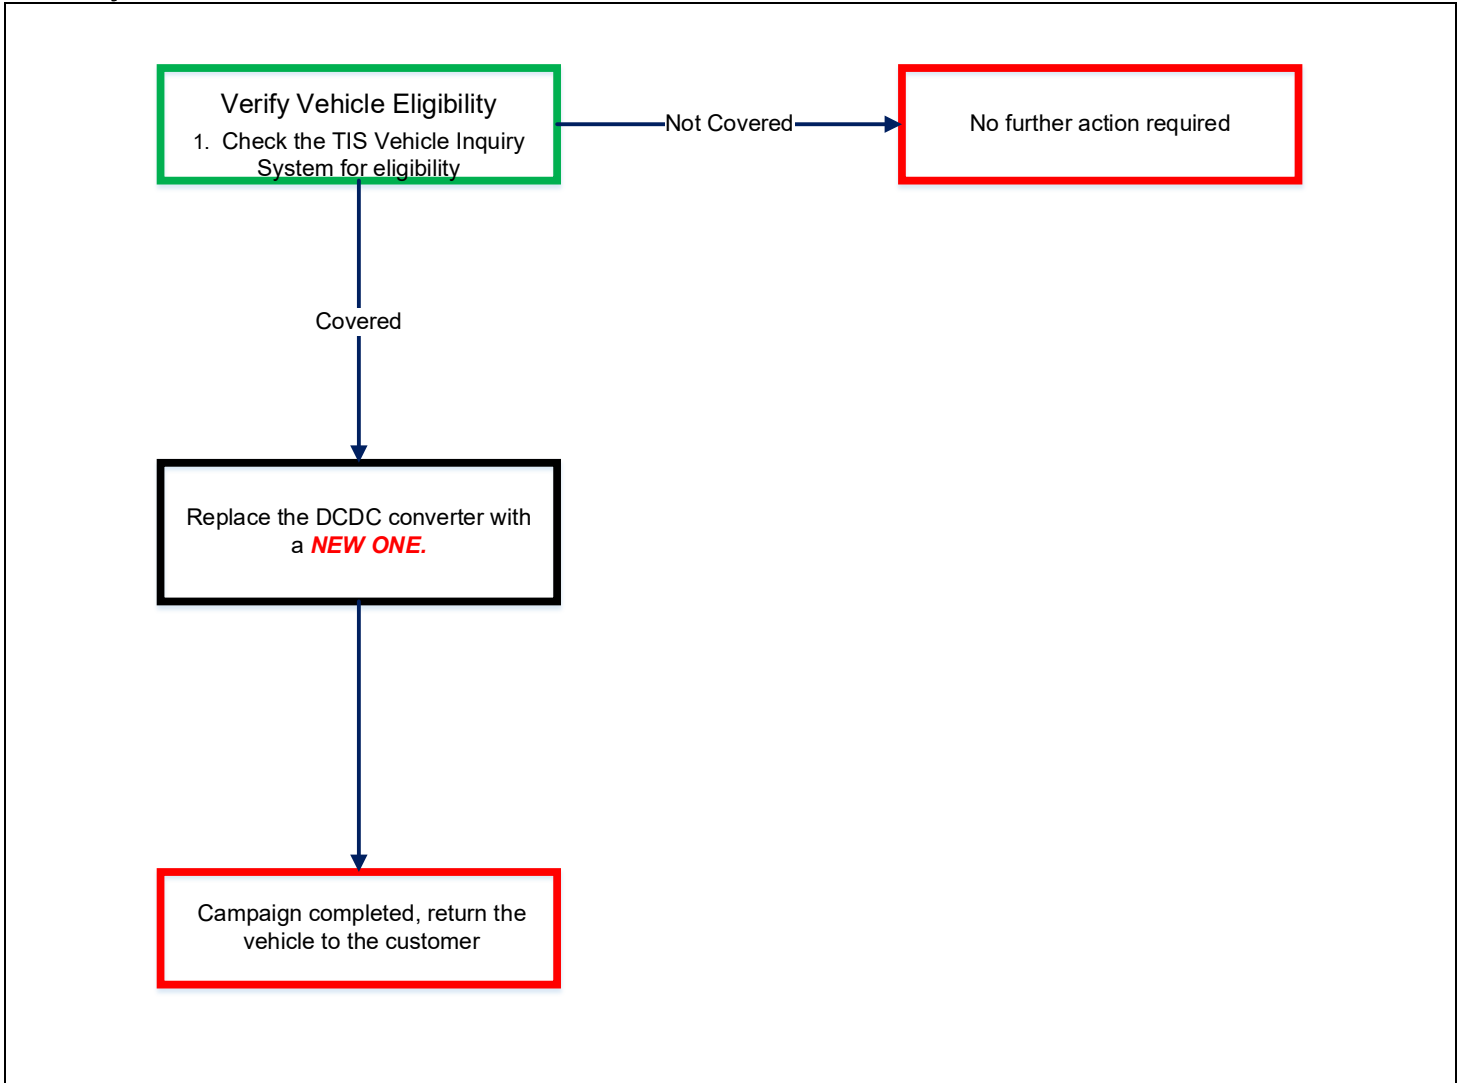 Verify Vehicle Eligibility
1. Check the TIS Vehicle Inquiry
System for eligibility
Not Covered
No further action required
Covered
Replace the DCDC converter with
a NEW ONE.
Campaign completed, return the
vehicle to the customer